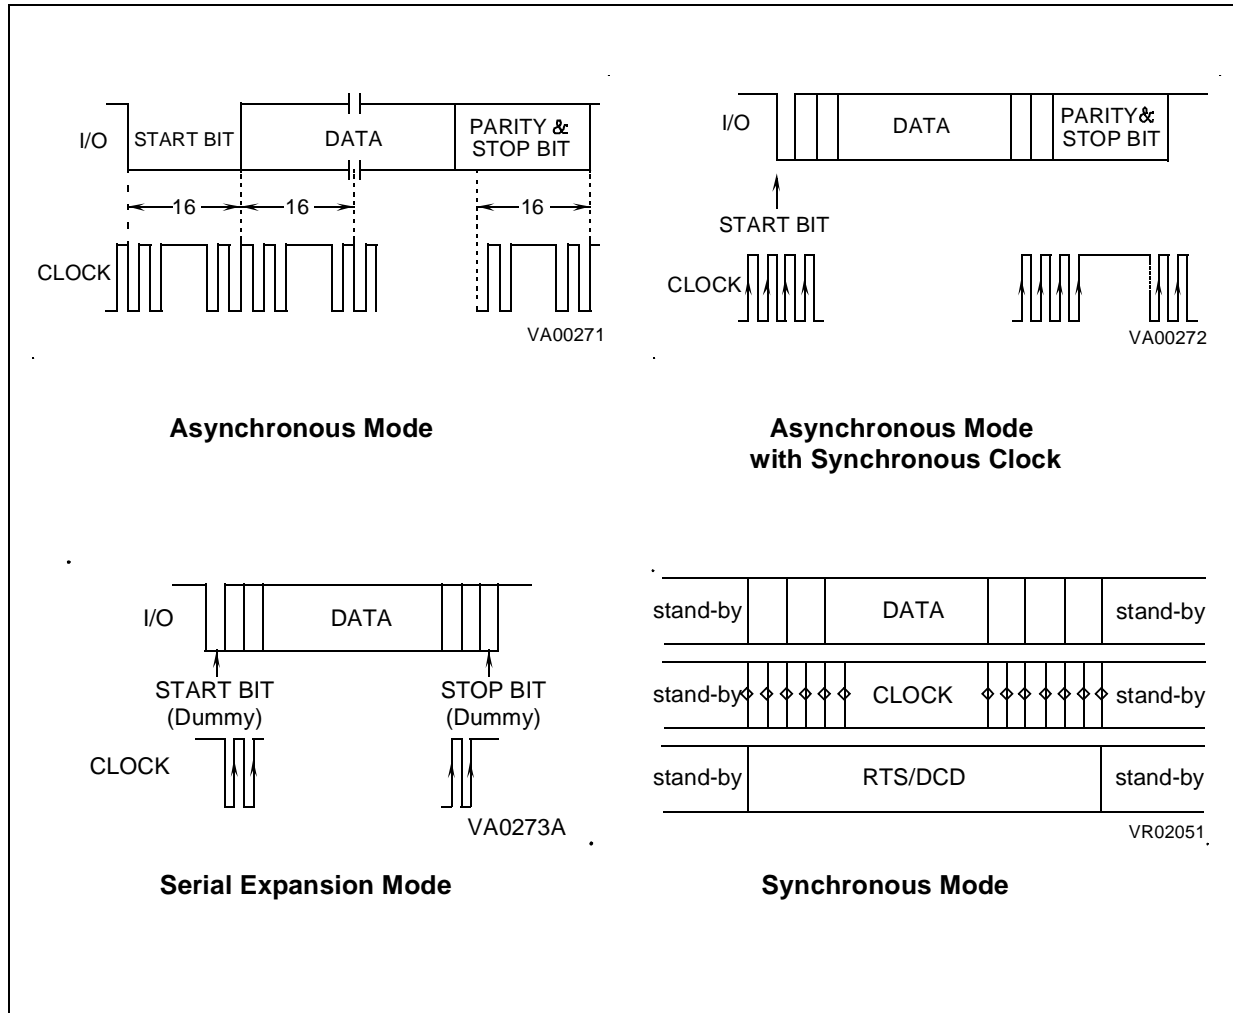 I/O
START BIT
DATA
PARITY &
STOP BIT
16
16
16
CLOCK
VA00271
Asynchronous Mode
I/O
DATA
PARITY&
STOP BIT
START BIT
CLOCK
VA00272
Asynchronous Mode
with Synchronous Clock
I/O
DATA
START BIT
(Dummy)
STOP BIT
(Dummy)
CLOCK
VA0273A
Serial Expansion Mode
stand-by
DATA
stand-by
stand-by
CLOCK
stand-by
stand-by
RTS/DCD
stand-by
VR02051
Synchronous Mode